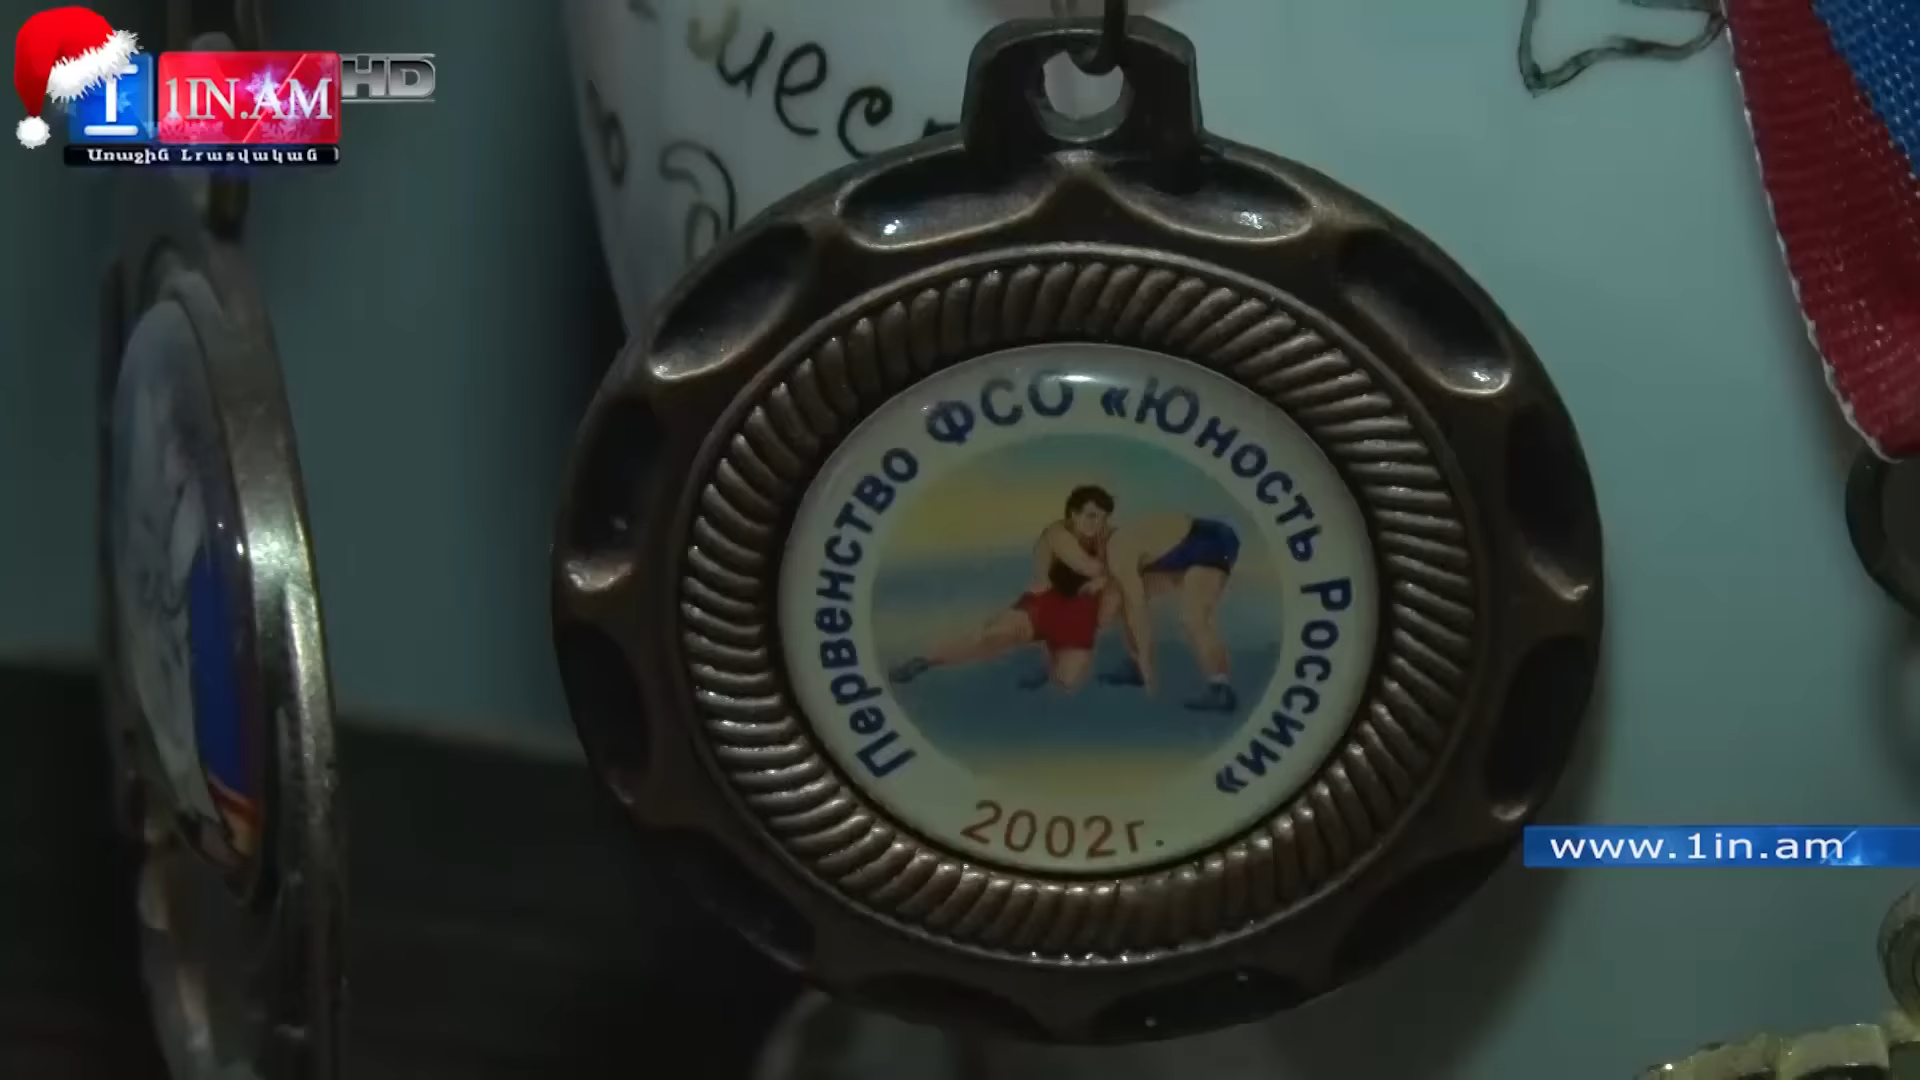 1IN.AM HD
Առաջին Լրատվական
Первенство ФСО «Юность России»
2002г.
www.1in.am